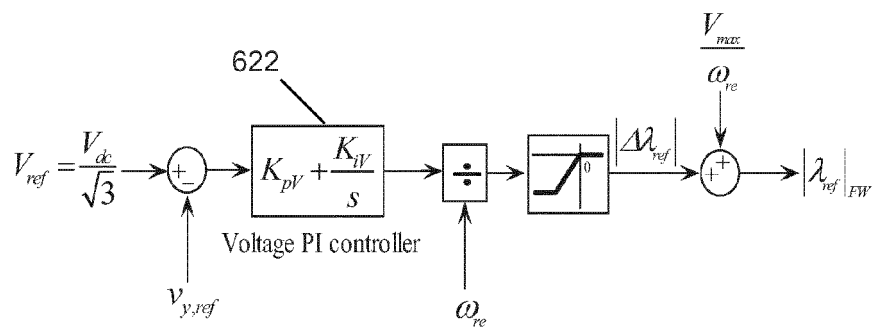 622
V_ref = V_dc / √3
+
−
K_pV + K_iV / s
Voltage PI controller
v_y,ref
÷
ω_re
0
|Δλ_ref|
V_max / ω_re
+
+
|λ_ref|_FW